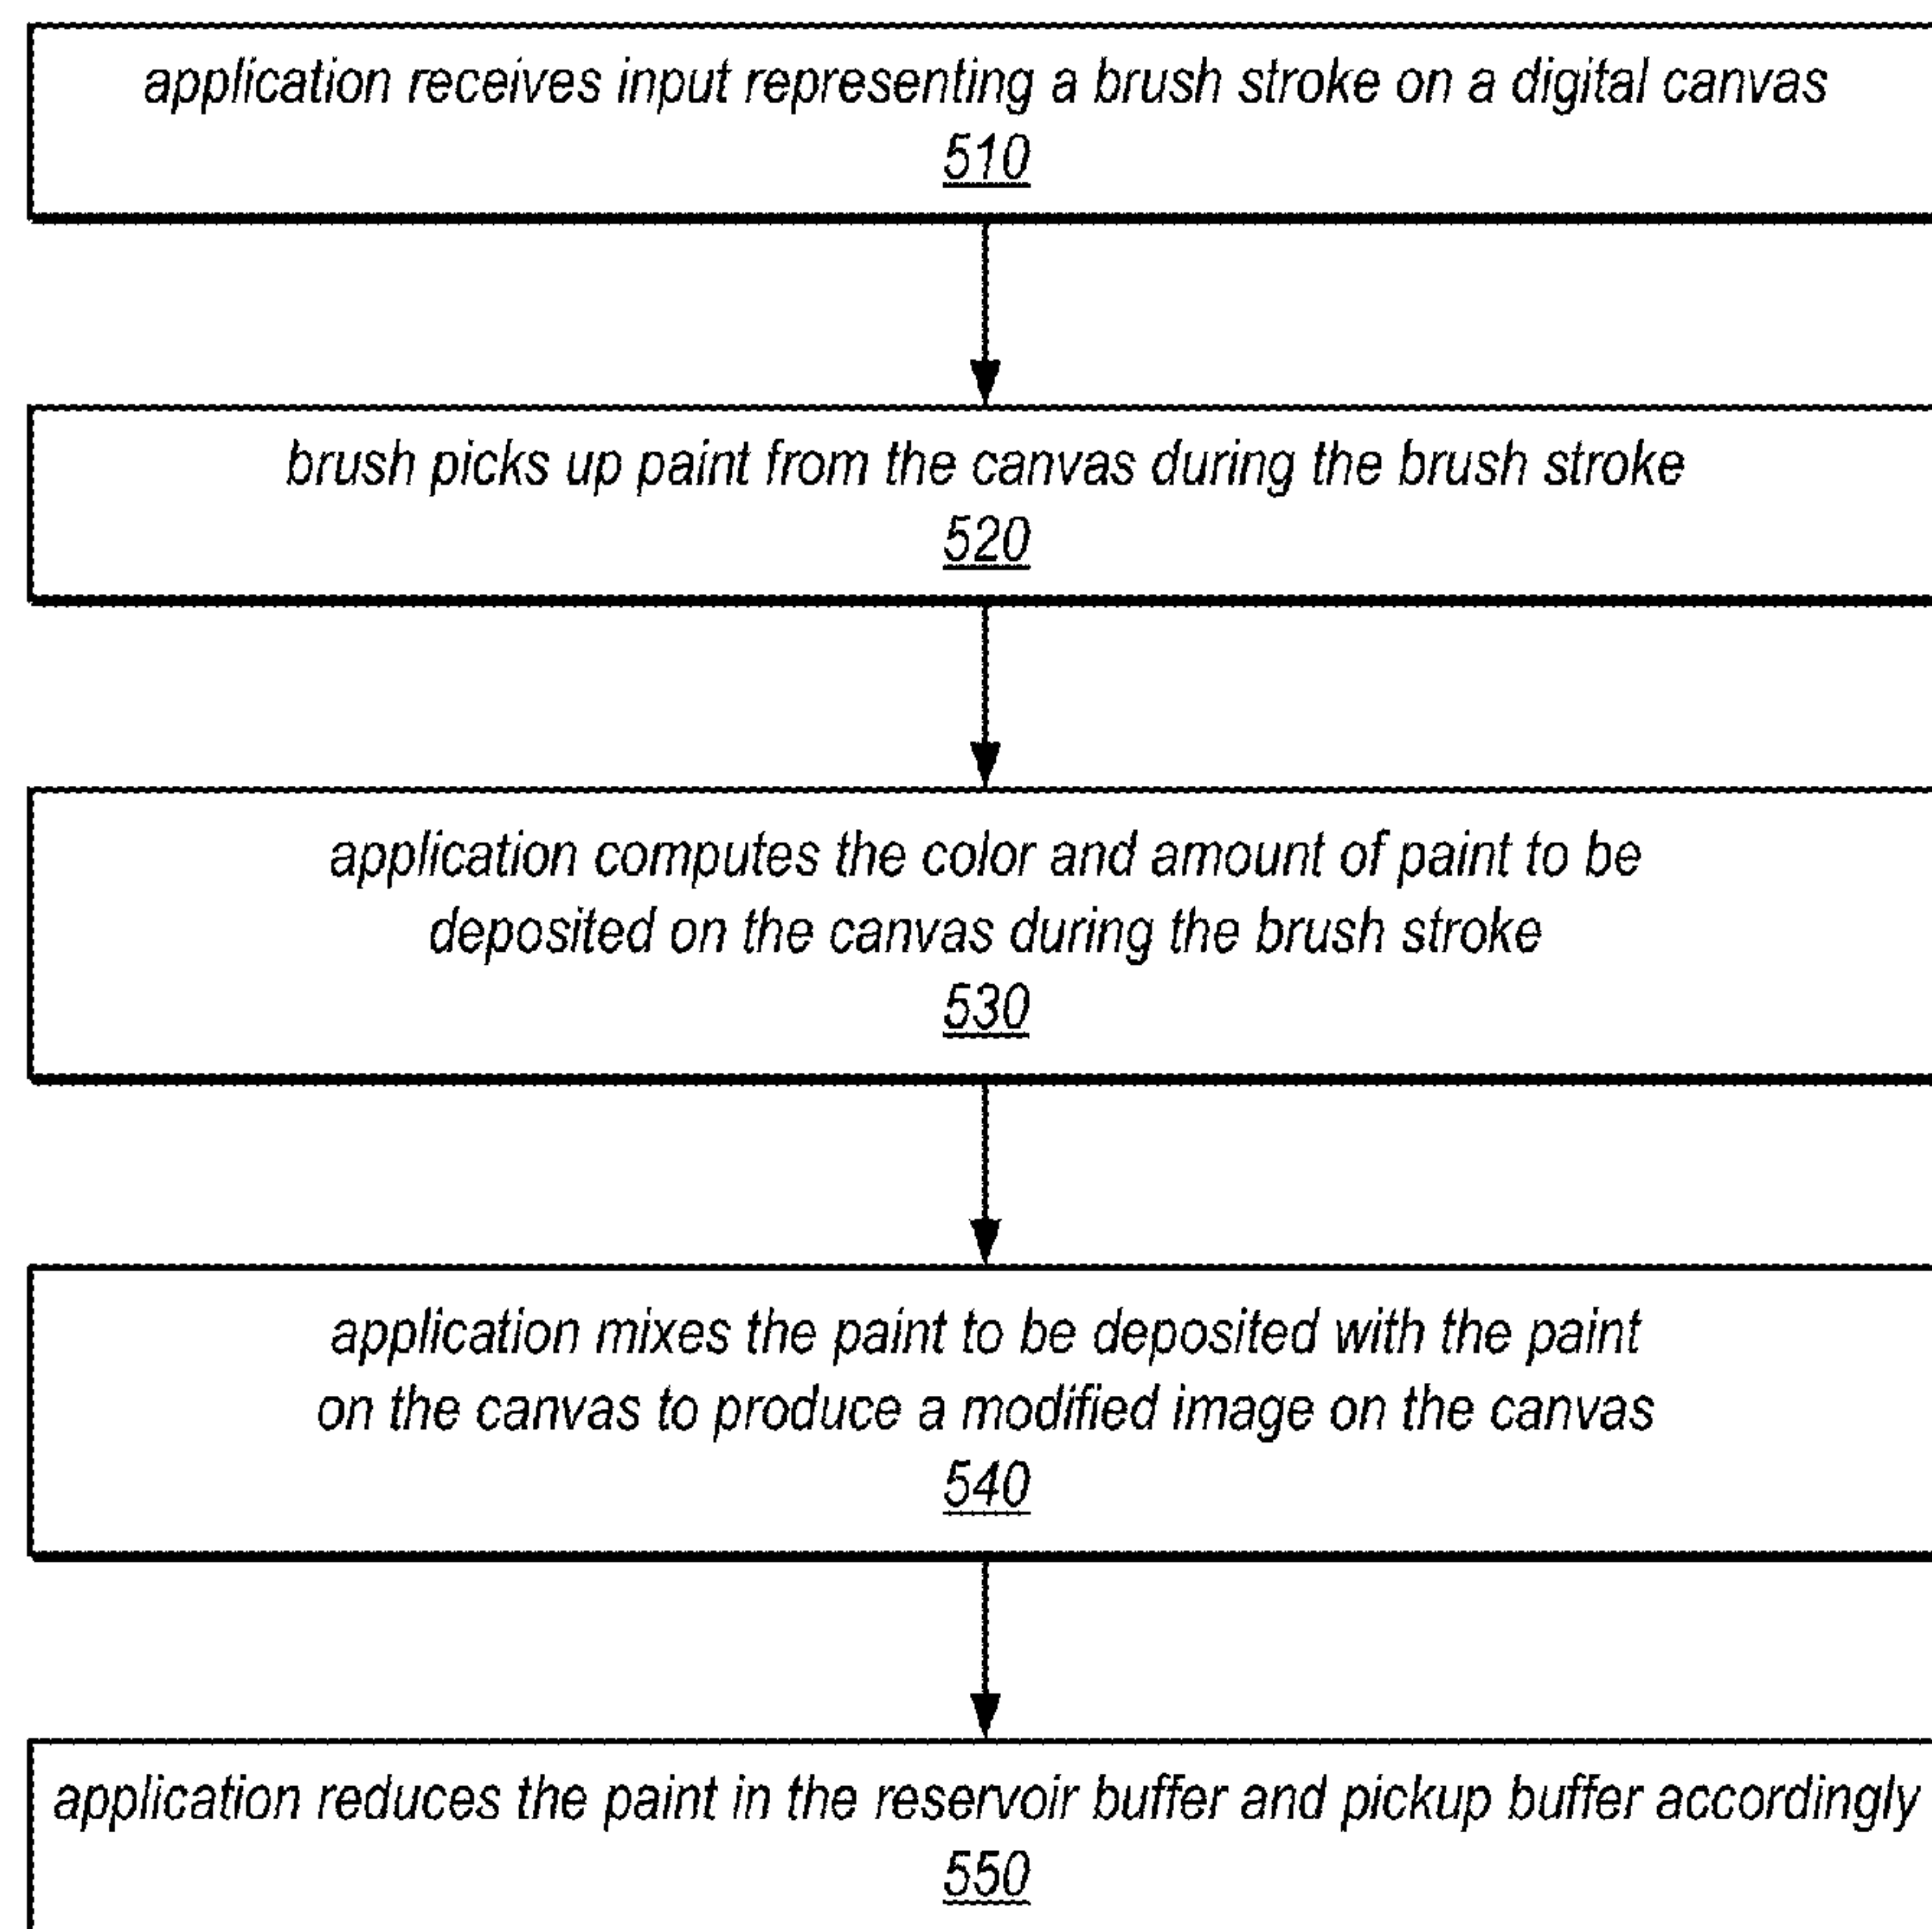 application receives input representing a brush stroke on a digital canvas
510
brush picks up paint from the canvas during the brush stroke
520
application computes the color and amount of paint to be
deposited on the canvas during the brush stroke
530
application mixes the paint to be deposited with the paint
on the canvas to produce a modified image on the canvas
540
application reduces the paint in the reservoir buffer and pickup buffer accordingly
550